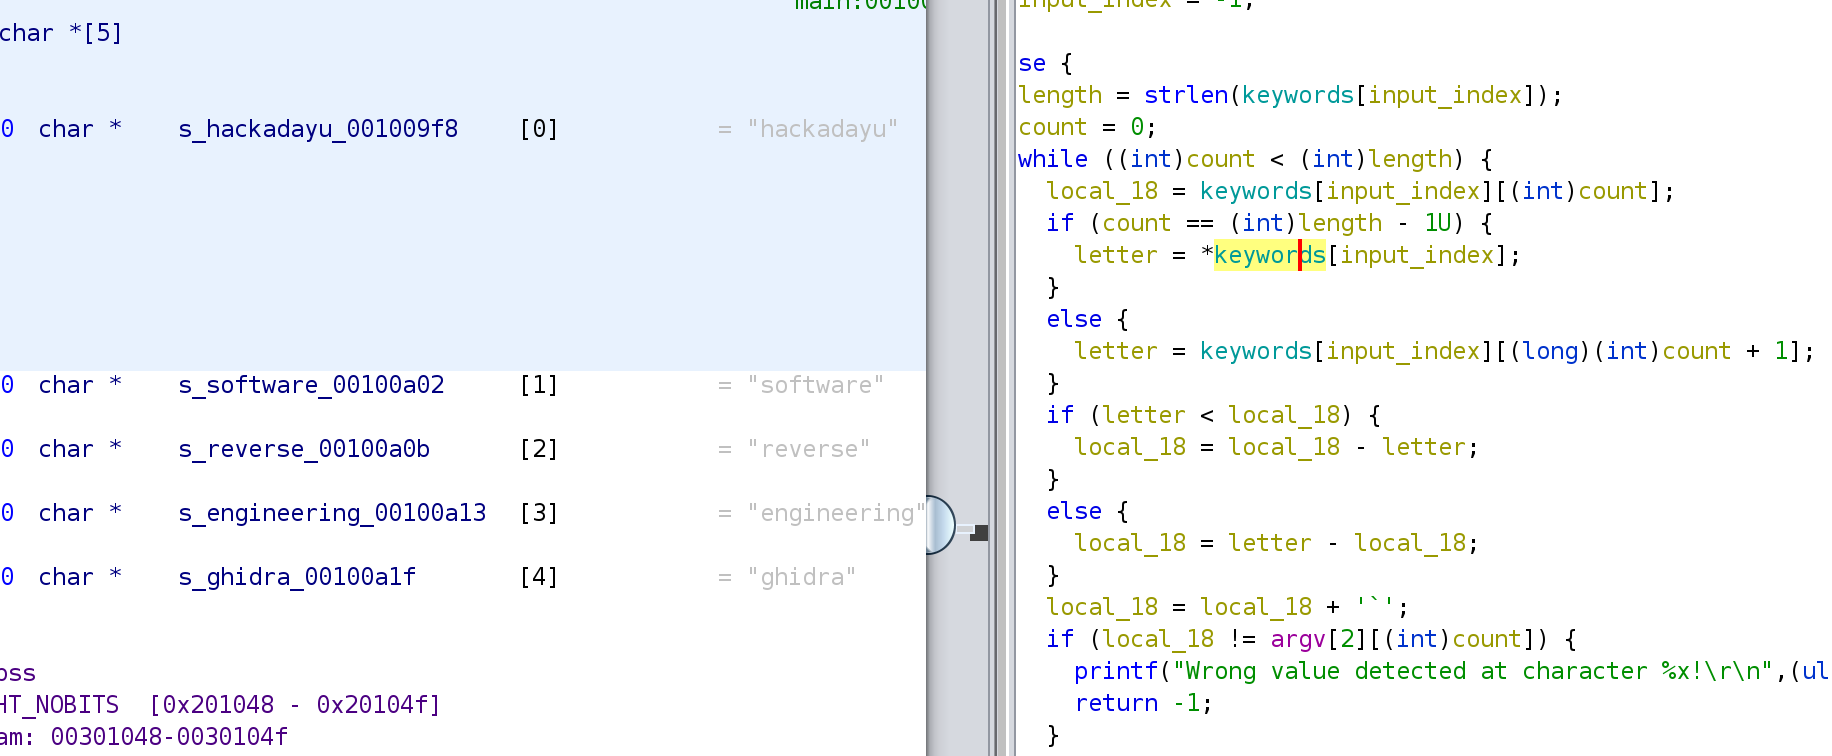 main:00100
char *[5]
0 char * s_hackadayu_001009f8 [0] = "hackadayu"
0 char * s_software_00100a02 [1] = "software"
0 char * s_reverse_00100a0b [2] = "reverse"
0 char * s_engineering_00100a13 [3] = "engineering"
0 char * s_ghidra_00100a1f [4] = "ghidra"
oss
HT_NOBITS [0x201048 - 0x20104f]
am: 00301048-0030104f
input_index = -1;
se {
length = strlen(keywords[input_index]);
count = 0;
while ((int)count < (int)length) {
local_18 = keywords[input_index][(int)count];
if (count == (int)length - 1U) {
letter = *keywords[input_index];
}
else {
letter = keywords[input_index][(long)(int)count + 1];
}
if (letter < local_18) {
local_18 = local_18 - letter;
}
else {
local_18 = letter - local_18;
}
local_18 = local_18 + '`';
if (local_18 != argv[2][(int)count]) {
printf("Wrong value detected at character %x!\r\n",(ul
return -1;
}